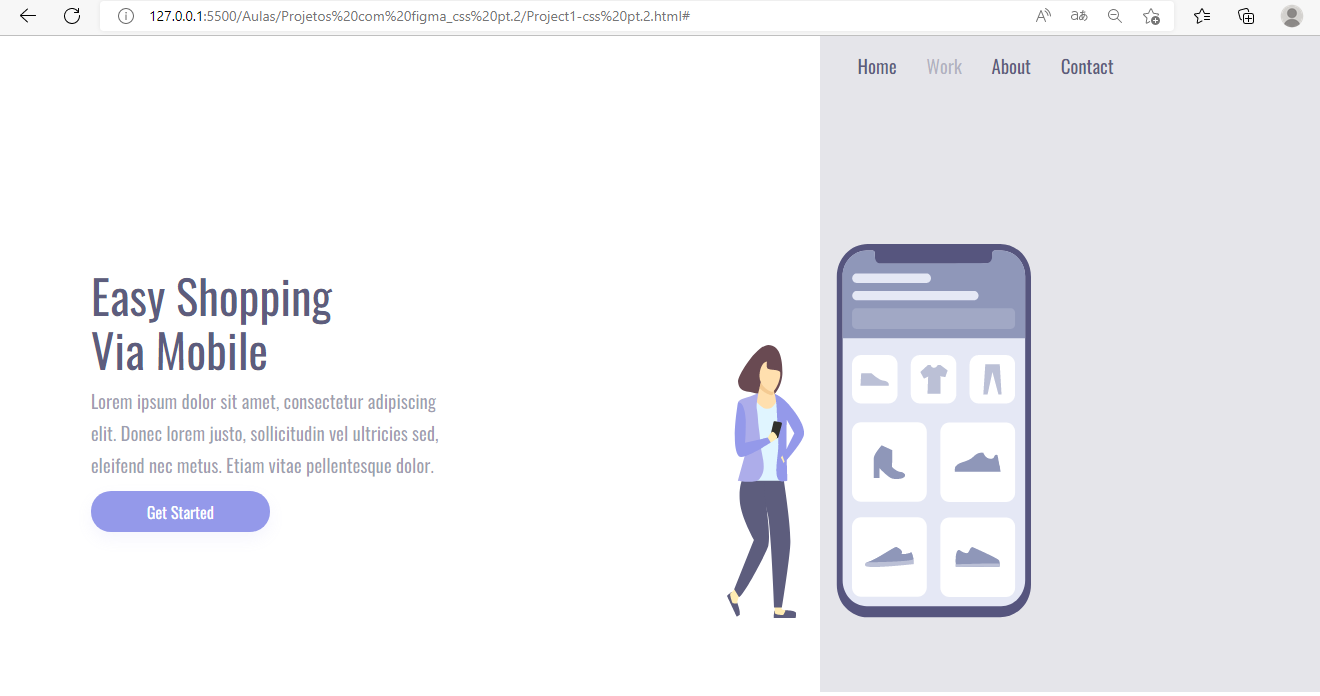 127.0.0.1:5500/Aulas/Projetos%20com%20figma_css%20pt.2/Project1-css%20pt.2.html#
Home Work About Contact
Easy Shopping
Via Mobile
Lorem ipsum dolor sit amet, consectetur adipiscing
elit. Donec lorem justo, sollicitudin vel ultricies sed,
eleifend nec metus. Etiam vitae pellentesque dolor.
Get Started